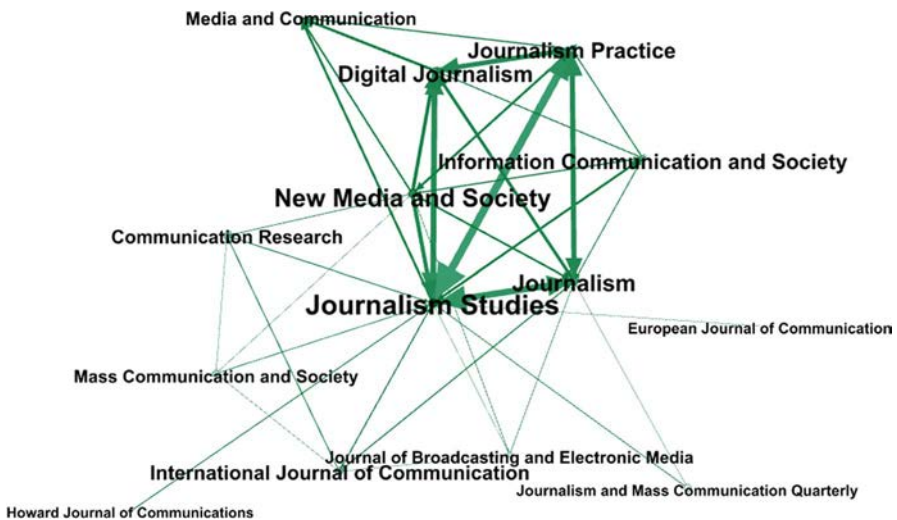 Media and Communication
Journalism Practice
Digital Journalism
Information Communication and Society
New Media and Society
Communication Research
Journalism
Journalism Studies
European Journal of Communication
Mass Communication and Society
Journal of Broadcasting and Electronic Media
International Journal of Communication
Journalism and Mass Communication Quarterly
Howard Journal of Communications